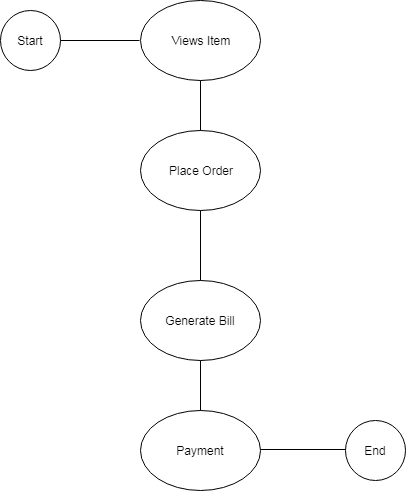 Start
Views Item
Place Order
Generate Bill
Payment
End